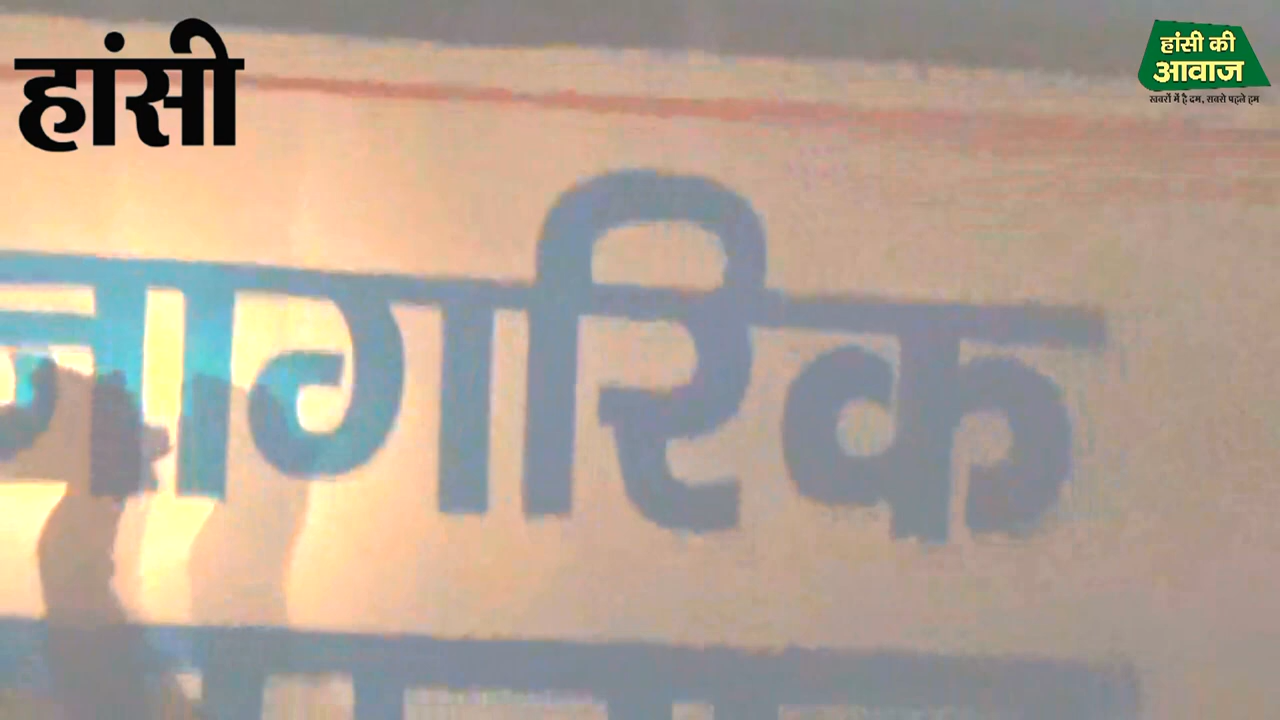 हांसी
हांसी की
आवाज
खबरों में है दम, सबसे पहले हम
नागरिक